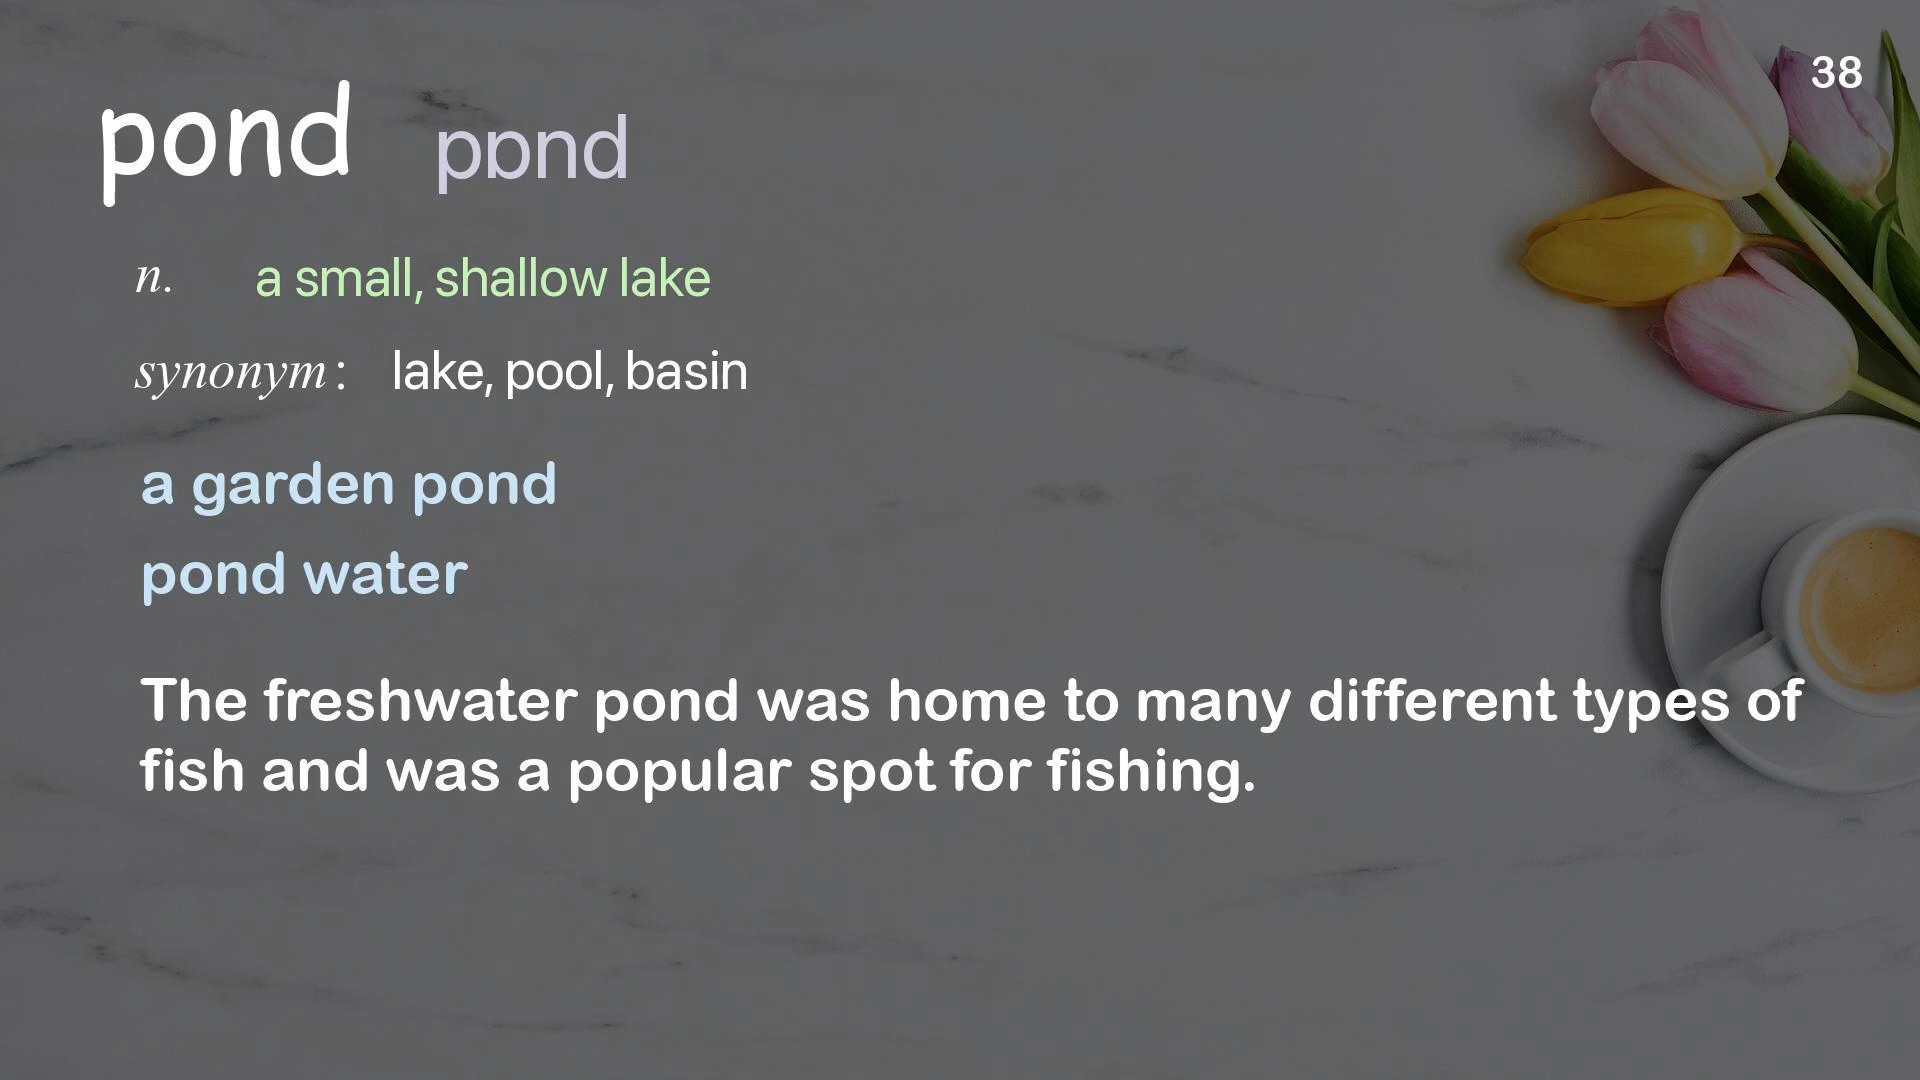 38
pond pɒnd
n. a small, shallow lake
synonym : lake, pool, basin
a garden pond
pond water
The freshwater pond was home to many different types of
fish and was a popular spot for fishing.